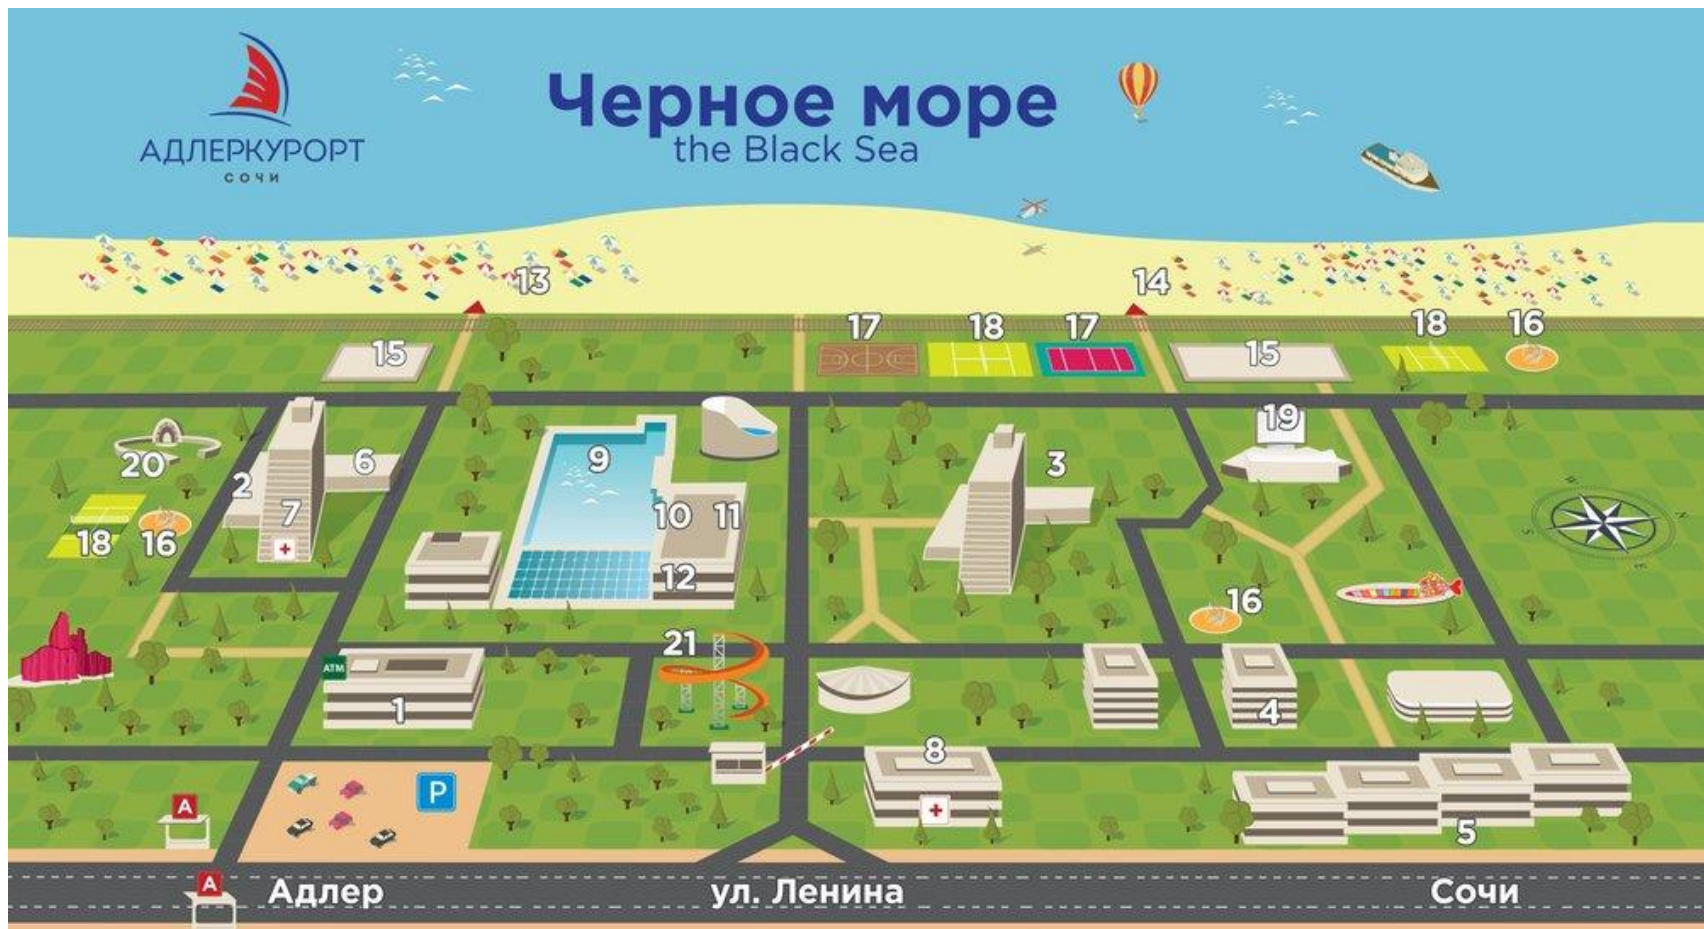 Черное море
the Black Sea
АДЛЕРКУРОРТ
СОЧИ
13
14
17
18
17
18
16
15
15
19
20
2
6
9
3
7
10
11
18
16
12
16
21
ATM
1
4
8
P
A
5
A
Адлер
ул. Ленина
Сочи